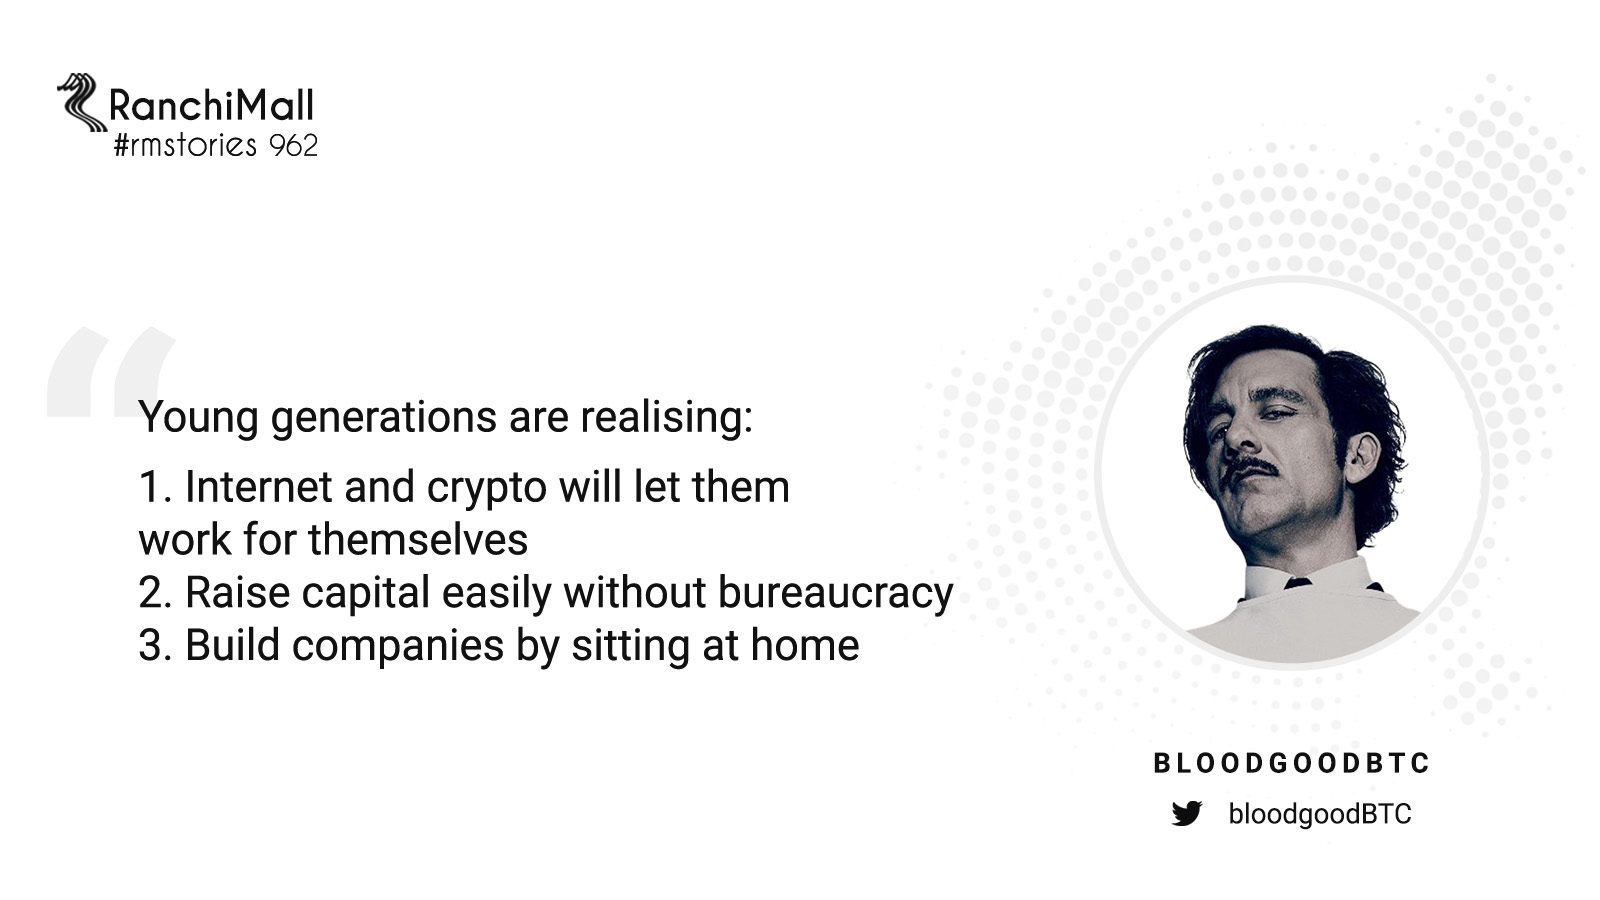 RanchiMall
#rmstories 962
Young generations are realising:
1. Internet and crypto will let them
work for themselves
2. Raise capital easily without bureaucracy
3. Build companies by sitting at home
BLOODGOODBTC
bloodgoodBTC